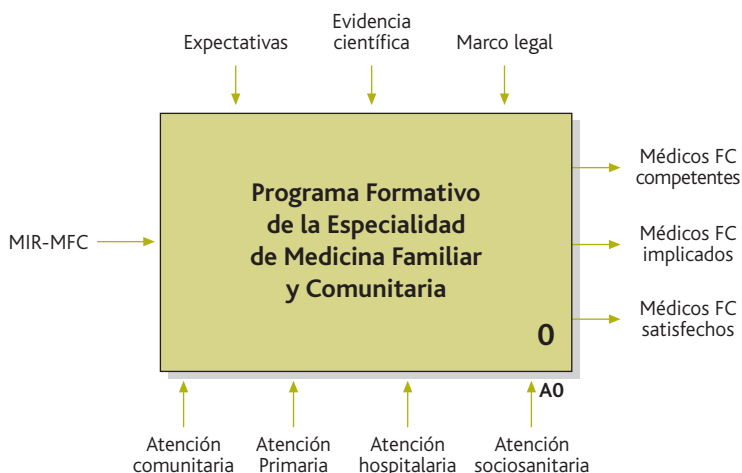 Expectativas
Evidencia
científica
Marco legal
MIR-MFC
Programa Formativo
de la Especialidad
de Medicina Familiar
y Comunitaria
0
A0
Médicos FC
competentes
Médicos FC
implicados
Médicos FC
satisfechos
Atención
comunitaria
Atención
Primaria
Atención
hospitalaria
Atención
sociosanitaria